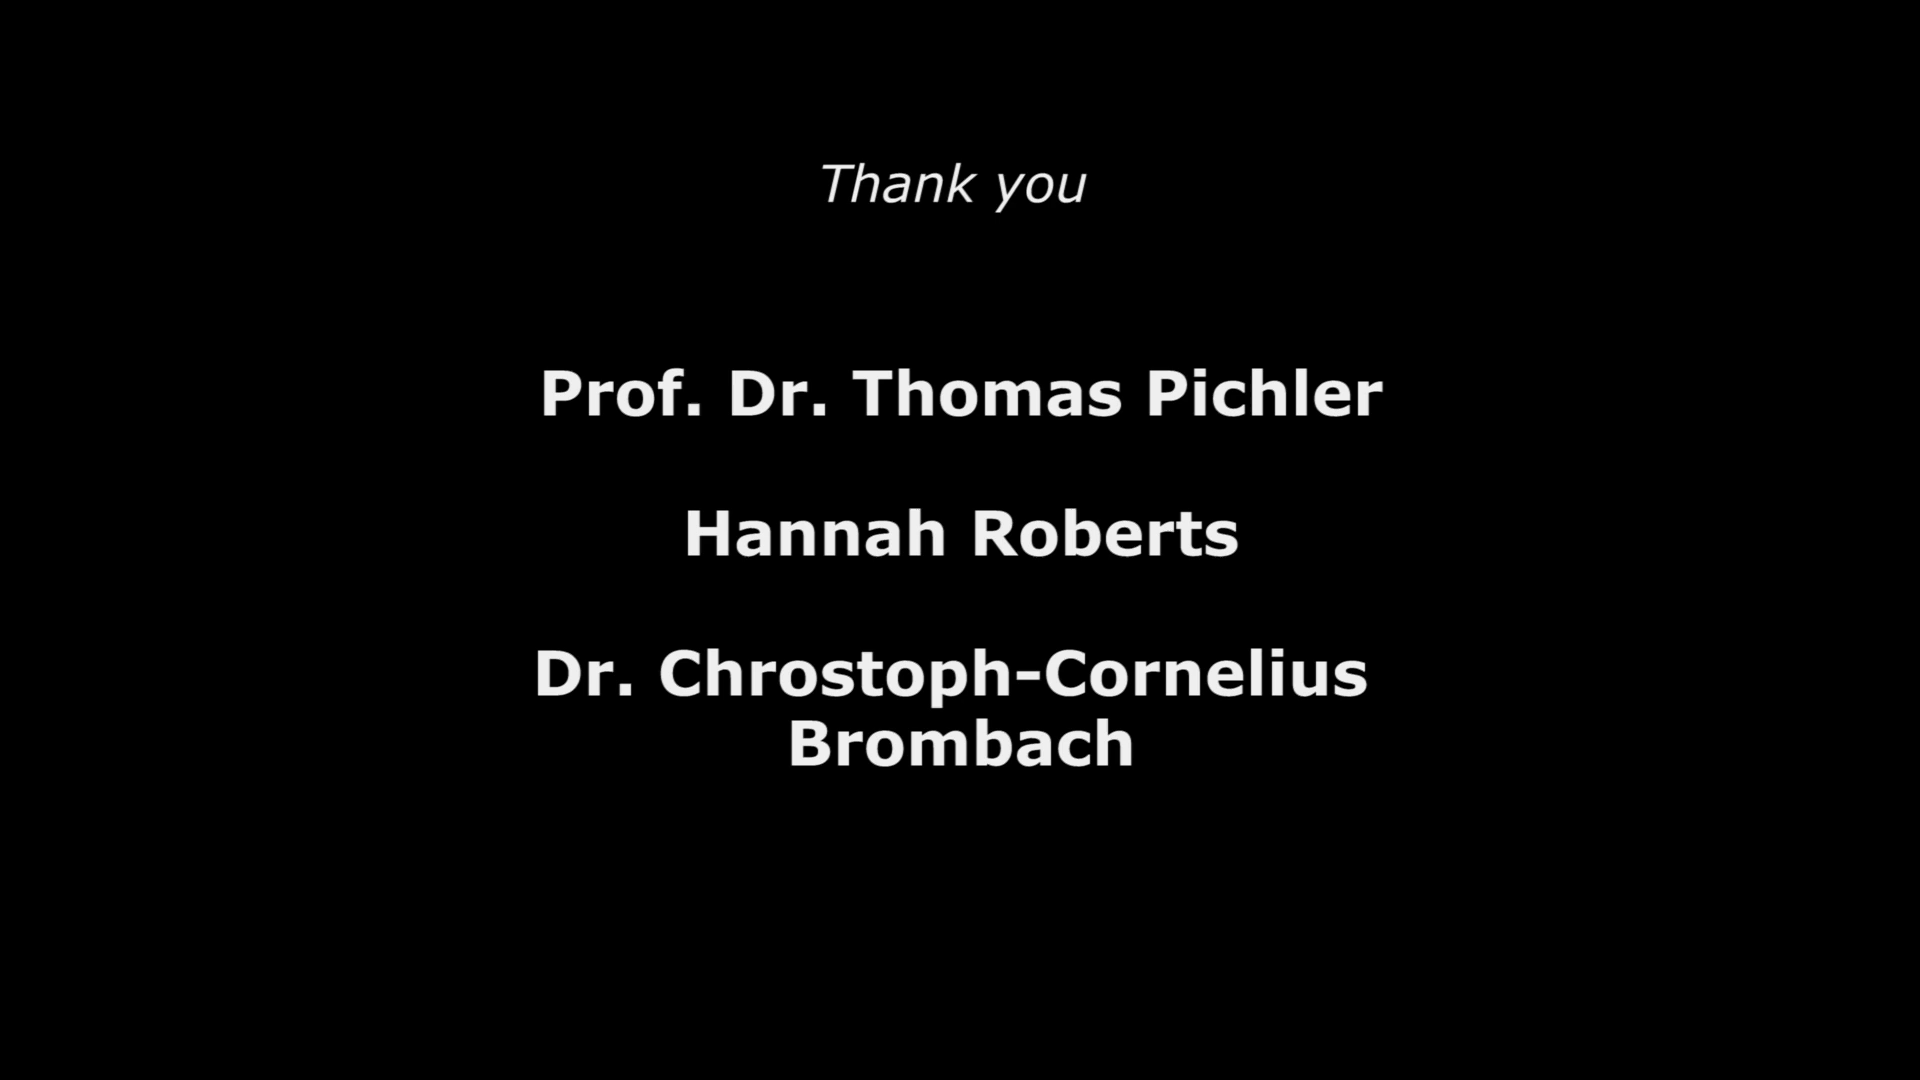 Thank you
Prof. Dr. Thomas Pichler
Hannah Roberts
Dr. Chrostoph-Cornelius
Brombach